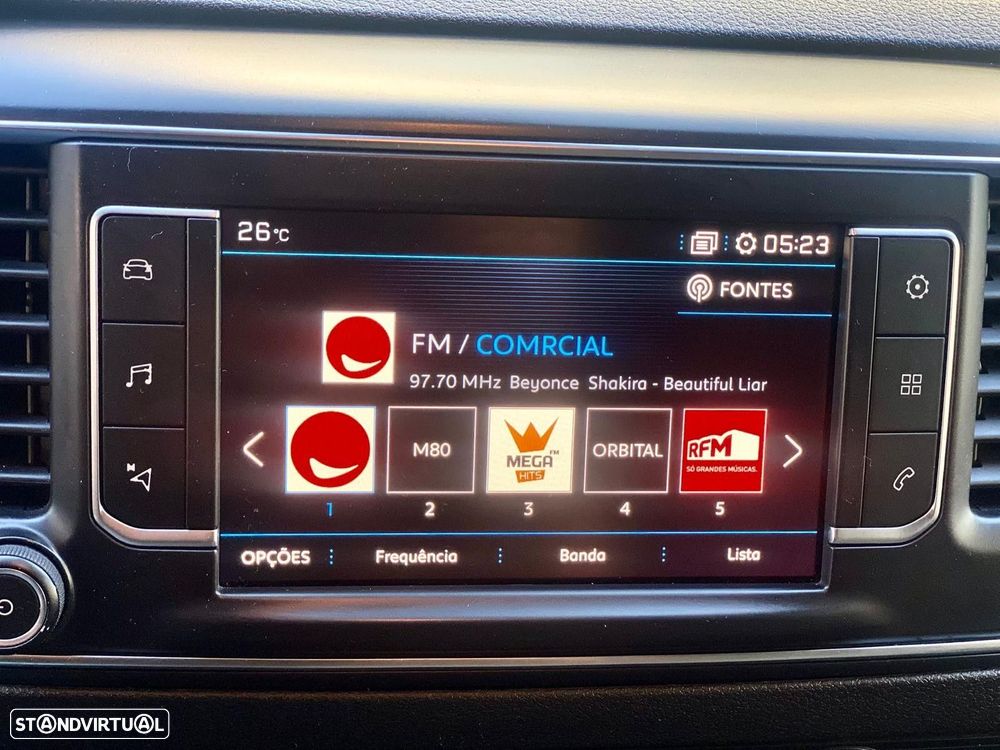 26°C
05:23
FONTES
FM / COMRCIAL
97.70 MHz Beyonce Shakira - Beautiful Liar
M80
MEGA FM
HITS
ORBITAL
RFM
SÓ GRANDES MÚSICAS.
1 2 3 4 5
OPÇÕES Frequência Banda Lista
N
STANDVIRTUAL